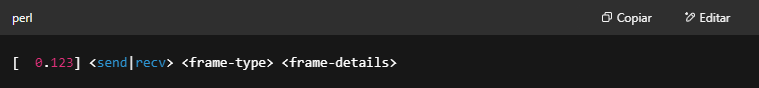 perl Copiar Editar
[  0.123] <send|recv> <frame-type> <frame-details>